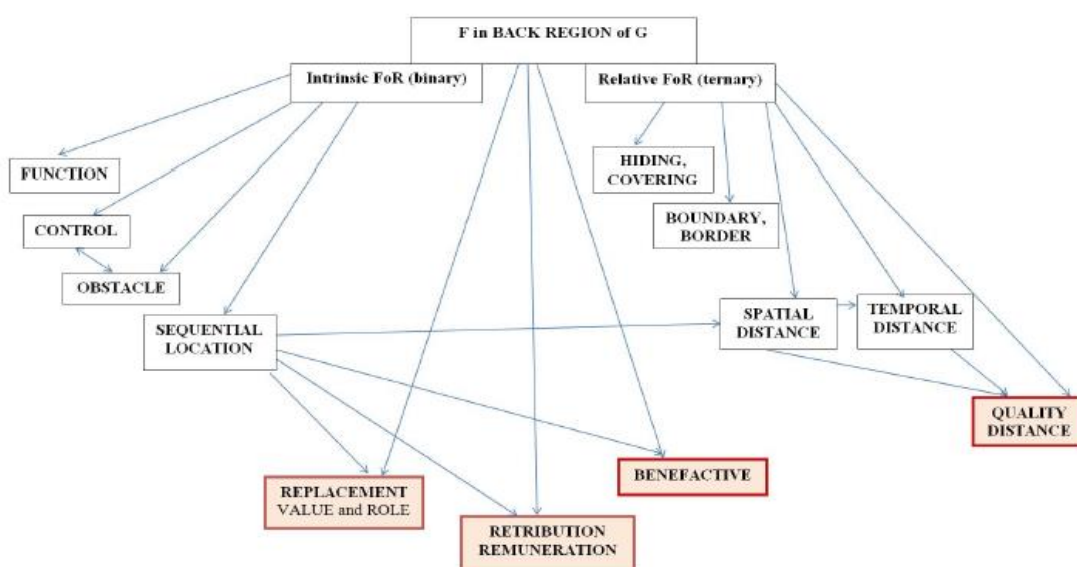 F in BACK REGION of G
Intrinsic FoR (binary)
Relative FoR (ternary)
FUNCTION
HIDING,
COVERING
CONTROL
BOUNDARY,
BORDER
OBSTACLE
SEQUENTIAL
LOCATION
SPATIAL
DISTANCE
TEMPORAL
DISTANCE
QUALITY
DISTANCE
BENEFACTIVE
REPLACEMENT
VALUE and ROLE
RETRIBUTION
REMUNERATION